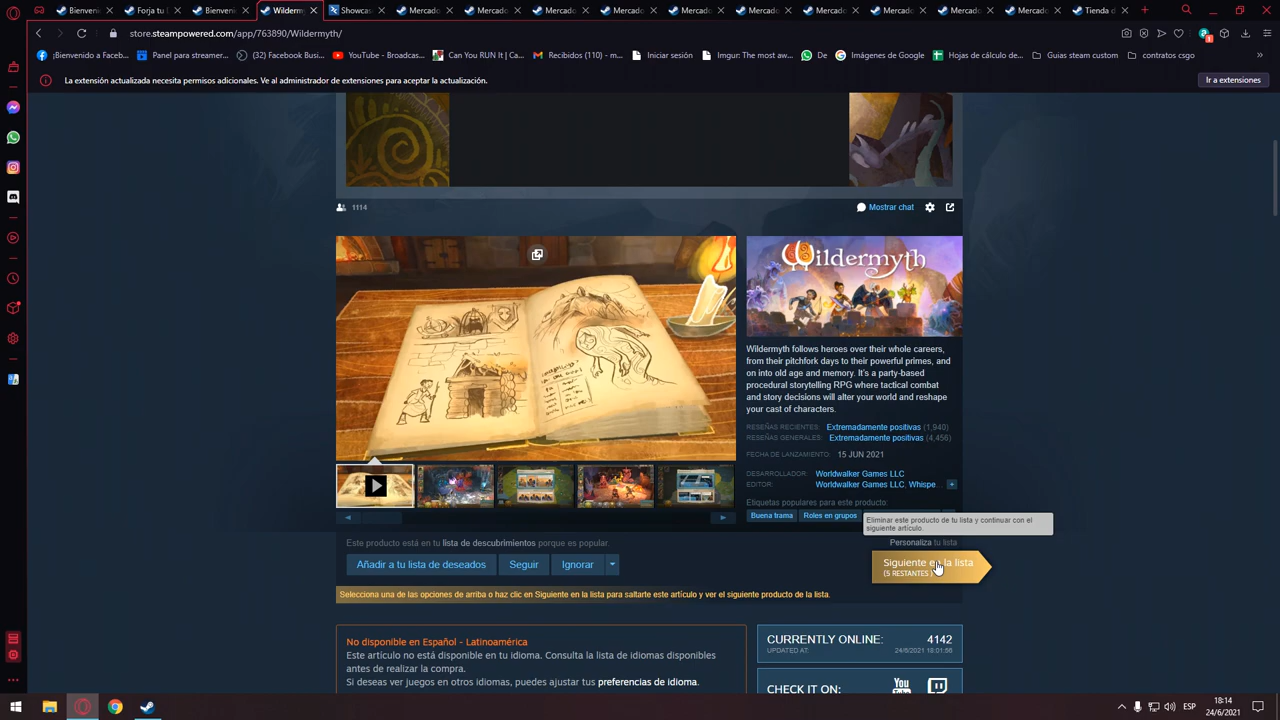 Bienveni
Forja tu l
Bienveni
Wilderm
Showcas
Mercado
Mercado
Mercado
Mercado
Mercado
Mercado
Mercado
Mercado
Mercado
Tienda d
store.steampowered.com/app/763890/Wildermyth/
¡Bienvenido a Facebo...
Panel para streamer...
(32) Facebook Busi...
YouTube - Broadcas...
Can You RUN It | Can...
Recibidos (110) - m...
Iniciar sesión
Imgur: The most aw...
De
Imágenes de Google
Hojas de cálculo de...
Guias steam custom
contratos csgo
La extensión actualizada necesita permisos adicionales. Ve al administrador de extensiones para aceptar la actualización.
Ir a extensiones
1114
Mostrar chat
Wildermyth
Wildermyth follows heroes over their whole careers,
from their pitchfork days to their powerful primes, and
on into old age and memory. It's a party-based
procedural storytelling RPG where tactical combat
and story decisions will alter your world and reshape
your cast of characters.
RESEÑAS RECIENTES: Extremadamente positivas (1,940)
RESEÑAS GENERALES: Extremadamente positivas (4,456)
FECHA DE LANZAMIENTO: 15 JUN 2021
DESARROLLADOR: Worldwalker Games LLC
EDITOR: Worldwalker Games LLC, Whispe... +
Etiquetas populares para este producto:
Buena trama
Roles en grupos
Eliminar este producto de tu lista y continuar con el
siguiente artículo.
Este producto está en tu lista de descubrimientos porque es popular.
Personaliza tu lista
Añadir a tu lista de deseados
Seguir
Ignorar
Siguiente en la lista
(5 RESTANTES )
Selecciona una de las opciones de arriba o haz clic en Siguiente en la lista para saltarte este artículo y ver el siguiente producto de la lista.
No disponible en Español - Latinoamérica
Este artículo no está disponible en tu idioma. Consulta la lista de idiomas disponibles
antes de realizar la compra.
Si deseas ver juegos en otros idiomas, puedes ajustar tus preferencias de idioma.
CURRENTLY ONLINE: 4142
UPDATED AT: 24/6/2021 18:01:56
CHECK IT ON:
You
Tube
ESP
18:14
24/6/2021